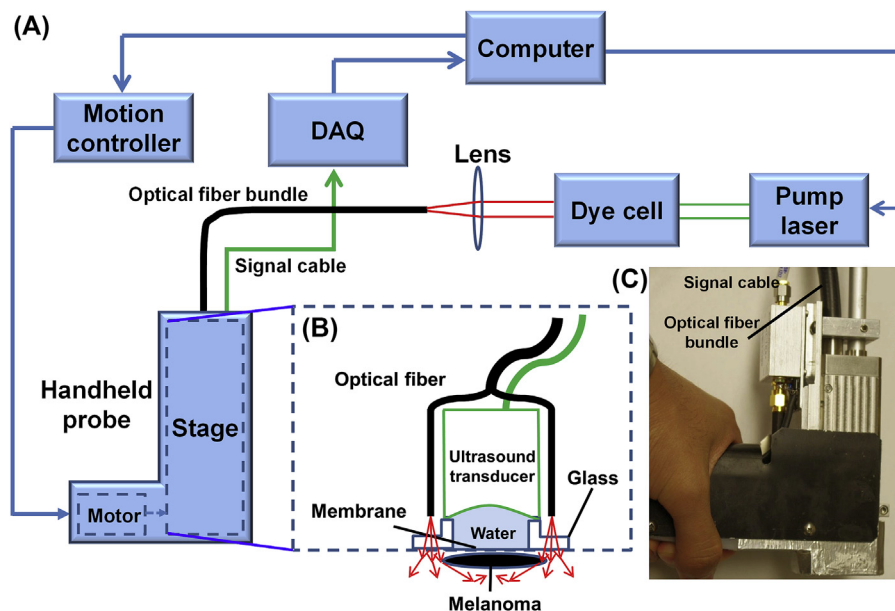 (A)
Computer
Motion
controller
DAQ
Lens
Optical fiber bundle
Dye cell
Pump
laser
Signal cable
(C)
Signal cable
Optical fiber
bundle
(B)
Optical fiber
Handheld
probe
Stage
Ultrasound
transducer
Glass
Membrane
Motor
Water
Melanoma